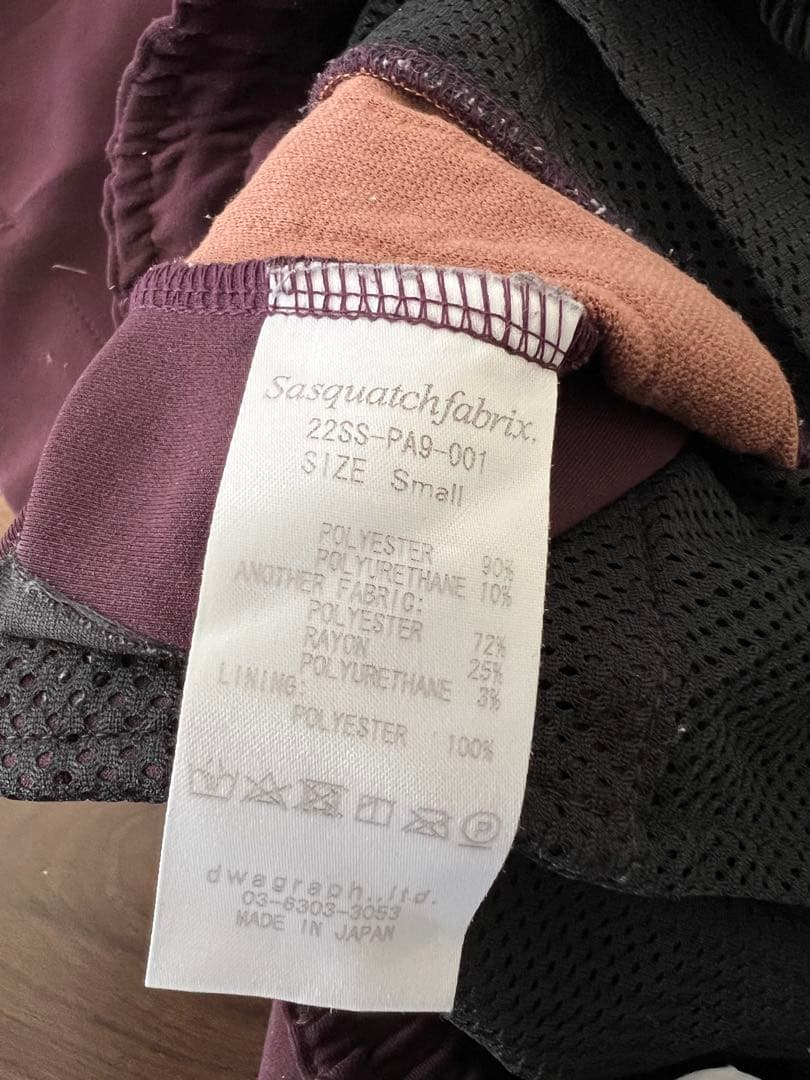 Sasquatchfabrix.
22SS-PA9-001
SIZE Small
POLYESTER 90%
POLYURETHANE 10%
ANOTHER FABRIC:
POLYESTER 72%
RAYON 25%
POLYURETHANE 3%
LINING:
POLYESTER 100%
P
dwagraph.,ltd.
03-6303-3053
MADE IN JAPAN